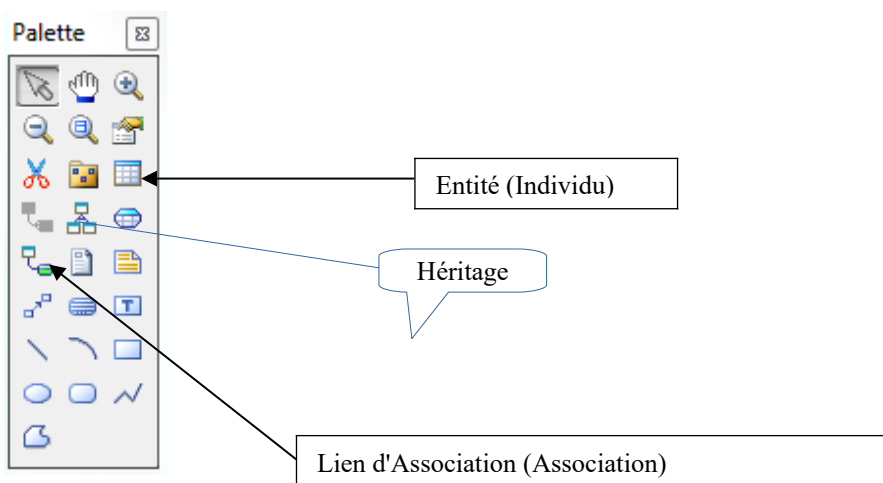 Palette
Entité (Individu)
Héritage
T
Lien d'Association (Association)